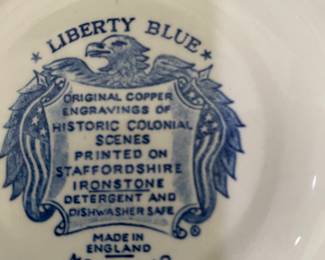 ★ LIBERTY BLUE ★
ORIGINAL COPPER
ENGRAVINGS OF
HISTORIC COLONIAL
SCENES
PRINTED ON
STAFFORDSHIRE
IRONSTONE
DETERGENT AND
DISHWASHER SAFE
®
MADE IN
ENGLAND